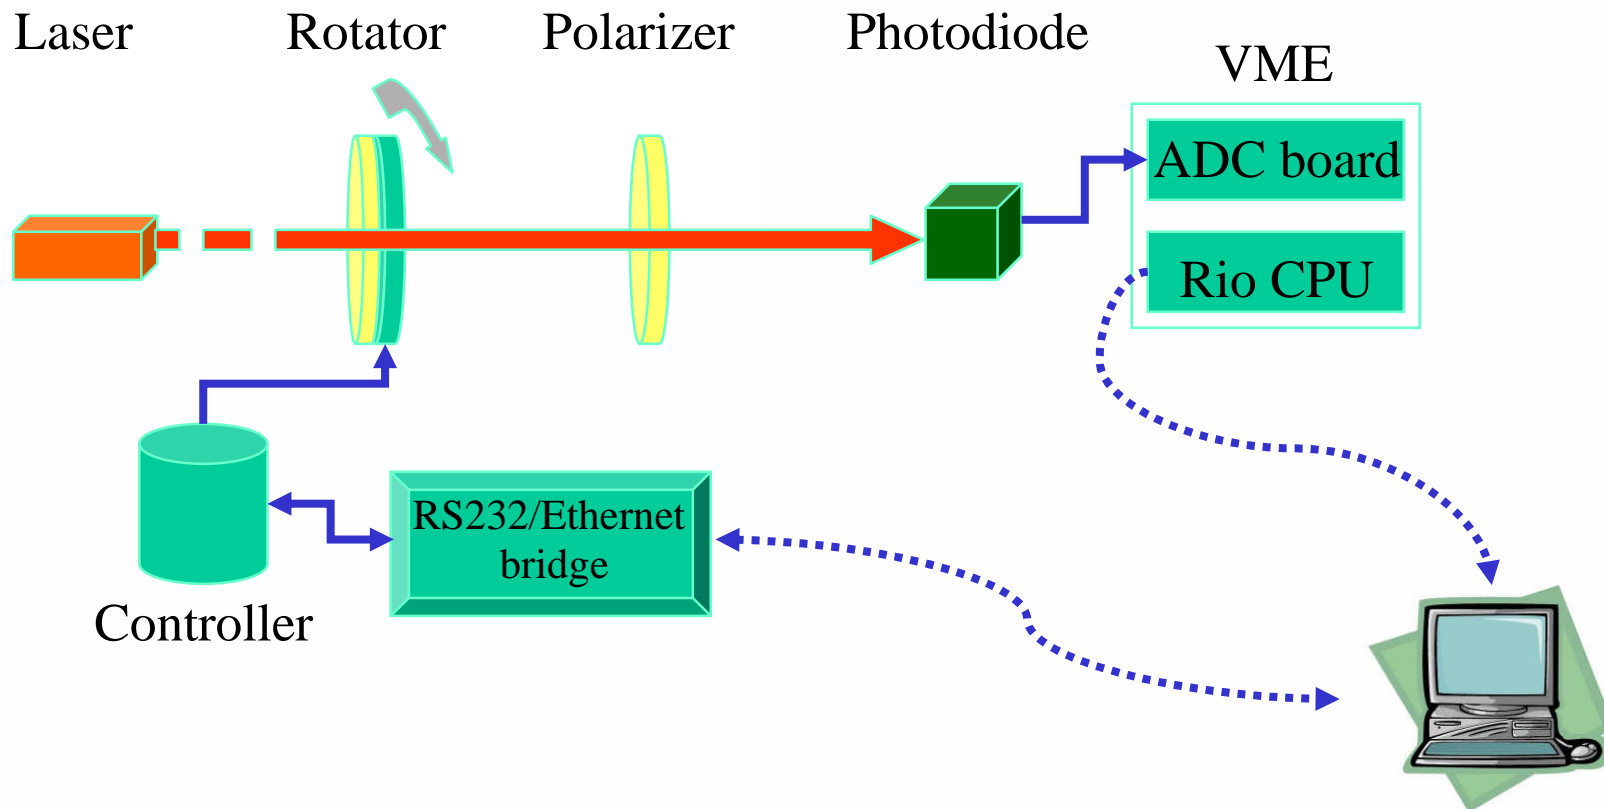 Laser
Rotator
Polarizer
Photodiode
VME
ADC board
Rio CPU
RS232/Ethernet
bridge
Controller